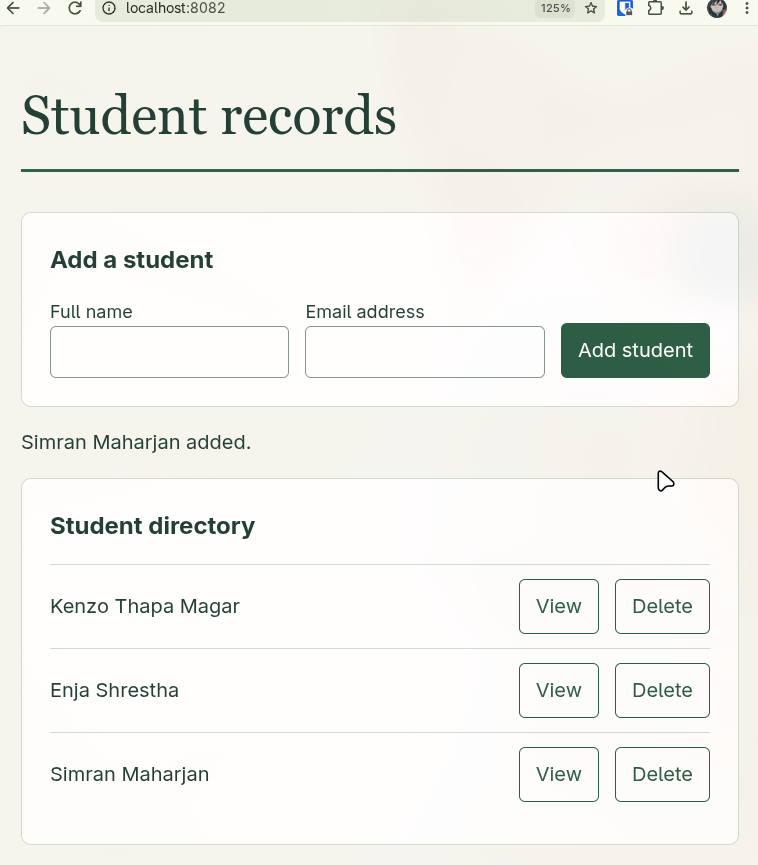 localhost:8082
125%
Student records
Add a student
Full name
Email address
Add student
Simran Maharjan added.
Student directory
Kenzo Thapa Magar
View
Delete
Enja Shrestha
View
Delete
Simran Maharjan
View
Delete